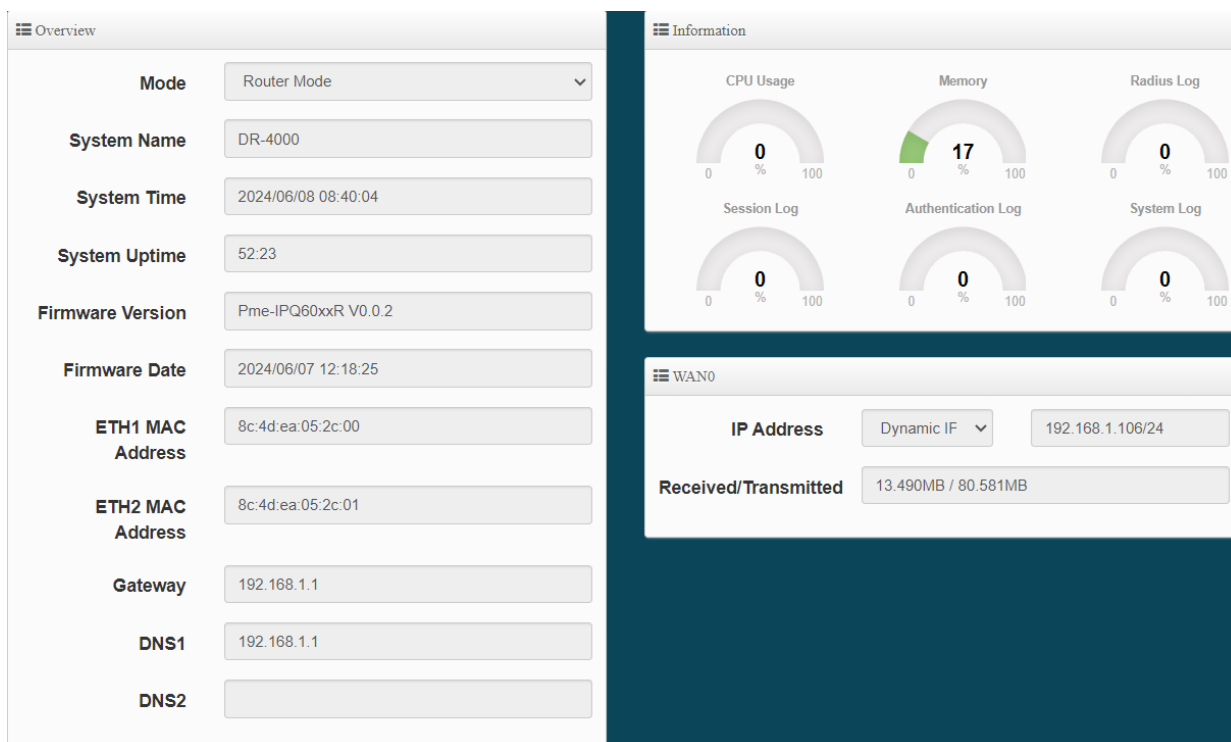 Overview
Mode
Router Mode
System Name
DR-4000
System Time
2024/06/08 08:40:04
System Uptime
52:23
Firmware Version
Pme-IPQ60xxR V0.0.2
Firmware Date
2024/06/07 12:18:25
ETH1 MAC
Address
8c:4d:ea:05:2c:00
ETH2 MAC
Address
8c:4d:ea:05:2c:01
Gateway
192.168.1.1
DNS1
192.168.1.1
DNS2
Information
CPU Usage
Memory
Radius Log
0
17
0
%
%
%
0 100
0 100
0 100
Session Log
Authentication Log
System Log
0
0
0
%
%
%
0 100
0 100
0 100
WAN0
IP Address
Dynamic IF
192.168.1.106/24
Received/Transmitted
13.490MB / 80.581MB